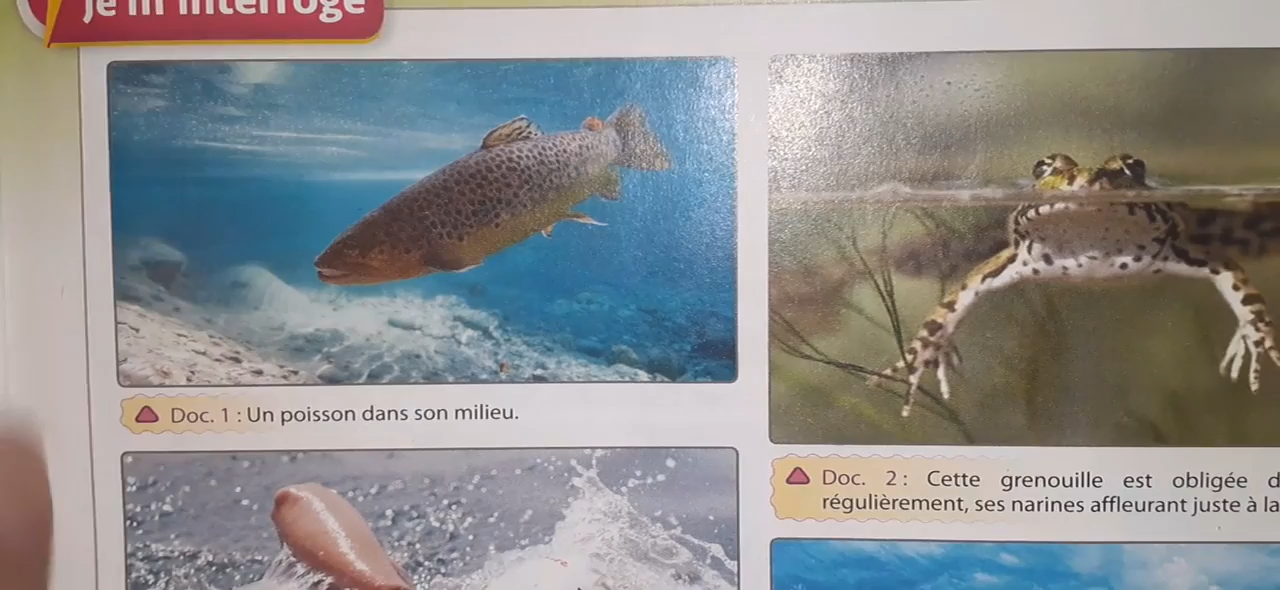 Je m'interroge
Doc. 1 : Un poisson dans son milieu.
Doc. 2 : Cette grenouille est obligée
régulièrement, ses narines affleurant juste à la